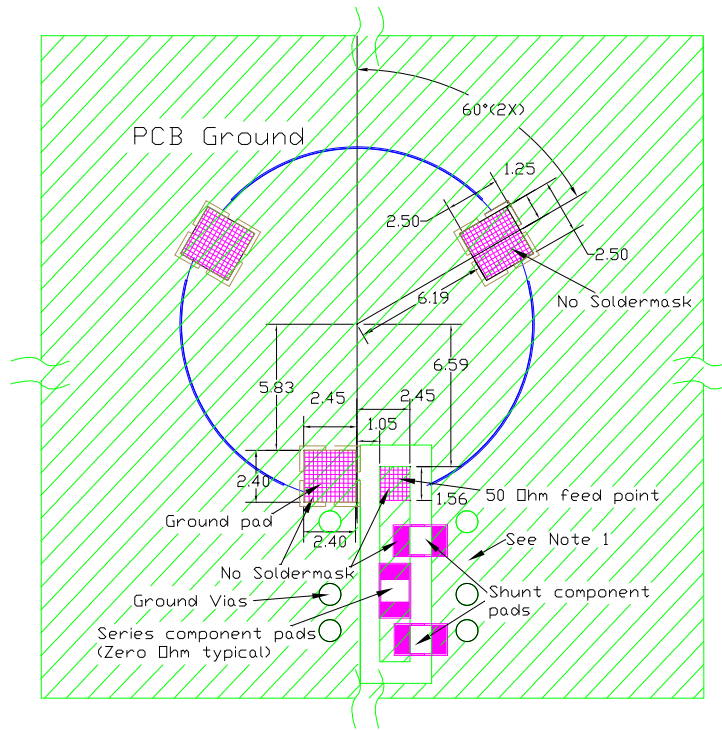 60°(2X)
PCB Ground
1.25
2.50
2.50
6.19
No Soldermask
6.59
5.83
2.45
2.45
1.05
2.40
1.56
50 Ohm feed point
Ground pad
2.40
See Note 1
No Soldermask
Shunt component
pads
Ground Vias
Series component pads
(Zero Ohm typical)